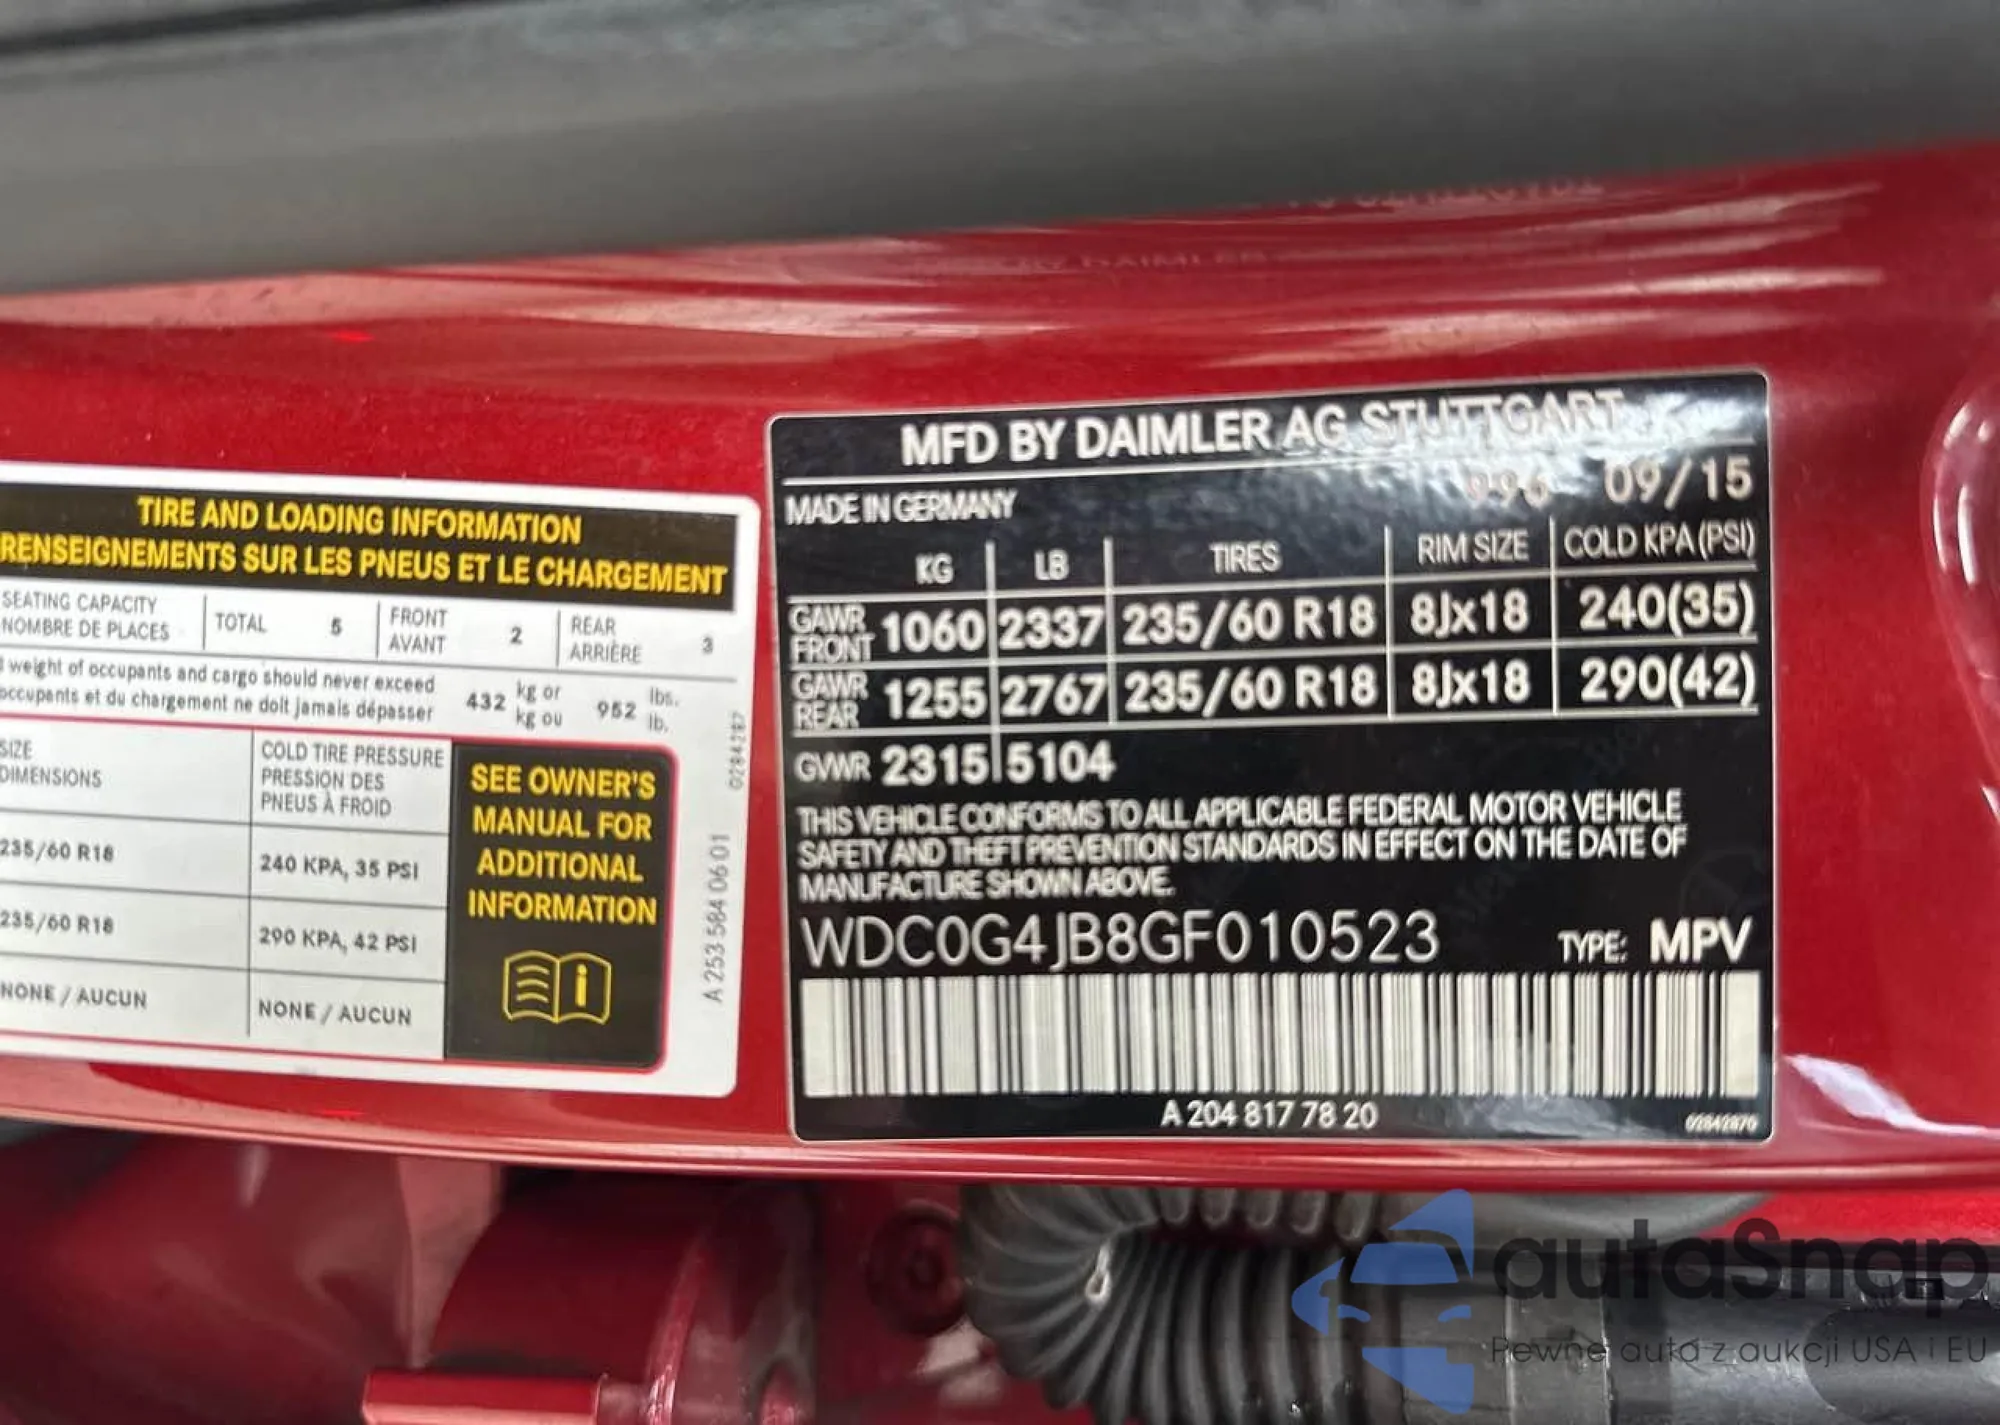 TIRE AND LOADING INFORMATION
RENSEIGNEMENTS SUR LES PNEUS ET LE CHARGEMENT
SEATING CAPACITY
NOMBRE DE PLACES
TOTAL 5
FRONT
AVANT
2
REAR
ARRIÈRE
3
weight of occupants and cargo should never exceed
occupants et du chargement ne doit jamais dépasser
432 kg or
kg ou
952 lbs.
lb.
SIZE
DIMENSIONS
COLD TIRE PRESSURE
PRESSION DES
PNEUS À FROID
235/60 R18
240 KPA, 35 PSI
235/60 R18
290 KPA, 42 PSI
NONE / AUCUN
NONE / AUCUN
SEE OWNER'S
MANUAL FOR
ADDITIONAL
INFORMATION
0284287
A 253 584 06 01
MFD BY DAIMLER AG STUTTGART
MADE IN GERMANY
996 09/15
KG LB TIRES RIM SIZE COLD KPA (PSI)
GAWR
FRONT
1060 2337 235/60 R18 8Jx18 240(35)
GAWR
REAR
1255 2767 235/60 R18 8Jx18 290(42)
GVWR 2315 5104
THIS VEHICLE CONFORMS TO ALL APPLICABLE FEDERAL MOTOR VEHICLE
SAFETY AND THEFT PREVENTION STANDARDS IN EFFECT ON THE DATE OF
MANUFACTURE SHOWN ABOVE.
WDC0G4JB8GF010523 TYPE: MPV
A 204 817 78 20
02842870
autaSnap
Pewne auta z aukcji USA i EU